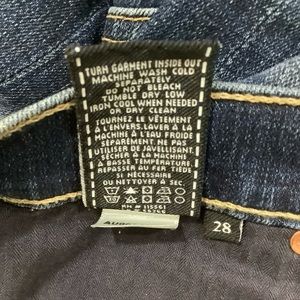 TURN GARMENT INSIDE OUT
MACHINE WASH COLD
SEPARATELY
DO NOT BLEACH
TUMBLE DRY LOW
IRON COOL WHEN NEEDED
OR DRY CLEAN
TOURNEZ LE VÊTEMENT
À L'ENVERS.LAVER À LA
MACHINE À L'EAU FROIDE
SÉPARÉMENT. NE PAS
UTILISER DE JAVELLISANT.
SÉCHER À MACHINE
À BASSE TEMPÉRATURE.
REPASSER AU FER TIÈDE
SI NÉCESSAIRE
OU NETTOYER À SEC
RN # 115561
28